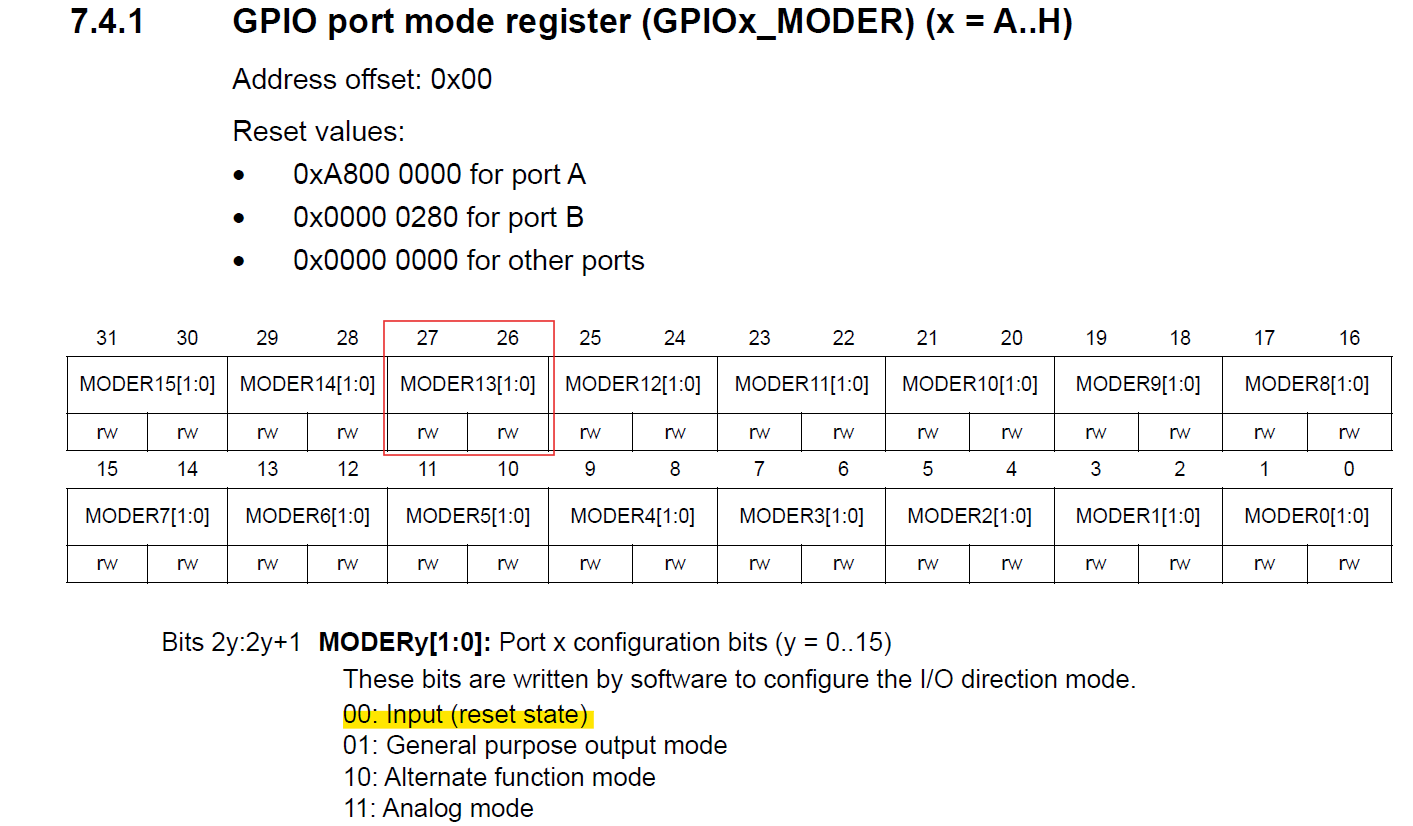 7.4.1 GPIO port mode register (GPIOx_MODER) (x = A..H)
Address offset: 0x00
Reset values:
• 0xA800 0000 for port A
• 0x0000 0280 for port B
• 0x0000 0000 for other ports
31 30 29 28 27 26 25 24 23 22 21 20 19 18 17 16
MODER15[1:0] MODER14[1:0] MODER13[1:0] MODER12[1:0] MODER11[1:0] MODER10[1:0] MODER9[1:0] MODER8[1:0]
rw rw rw rw rw rw rw rw rw rw rw rw rw rw rw rw
15 14 13 12 11 10 9 8 7 6 5 4 3 2 1 0
MODER7[1:0] MODER6[1:0] MODER5[1:0] MODER4[1:0] MODER3[1:0] MODER2[1:0] MODER1[1:0] MODER0[1:0]
rw rw rw rw rw rw rw rw rw rw rw rw rw rw rw rw
Bits 2y:2y+1 MODERy[1:0]: Port x configuration bits (y = 0..15)
These bits are written by software to configure the I/O direction mode.
00: Input (reset state)
01: General purpose output mode
10: Alternate function mode
11: Analog mode